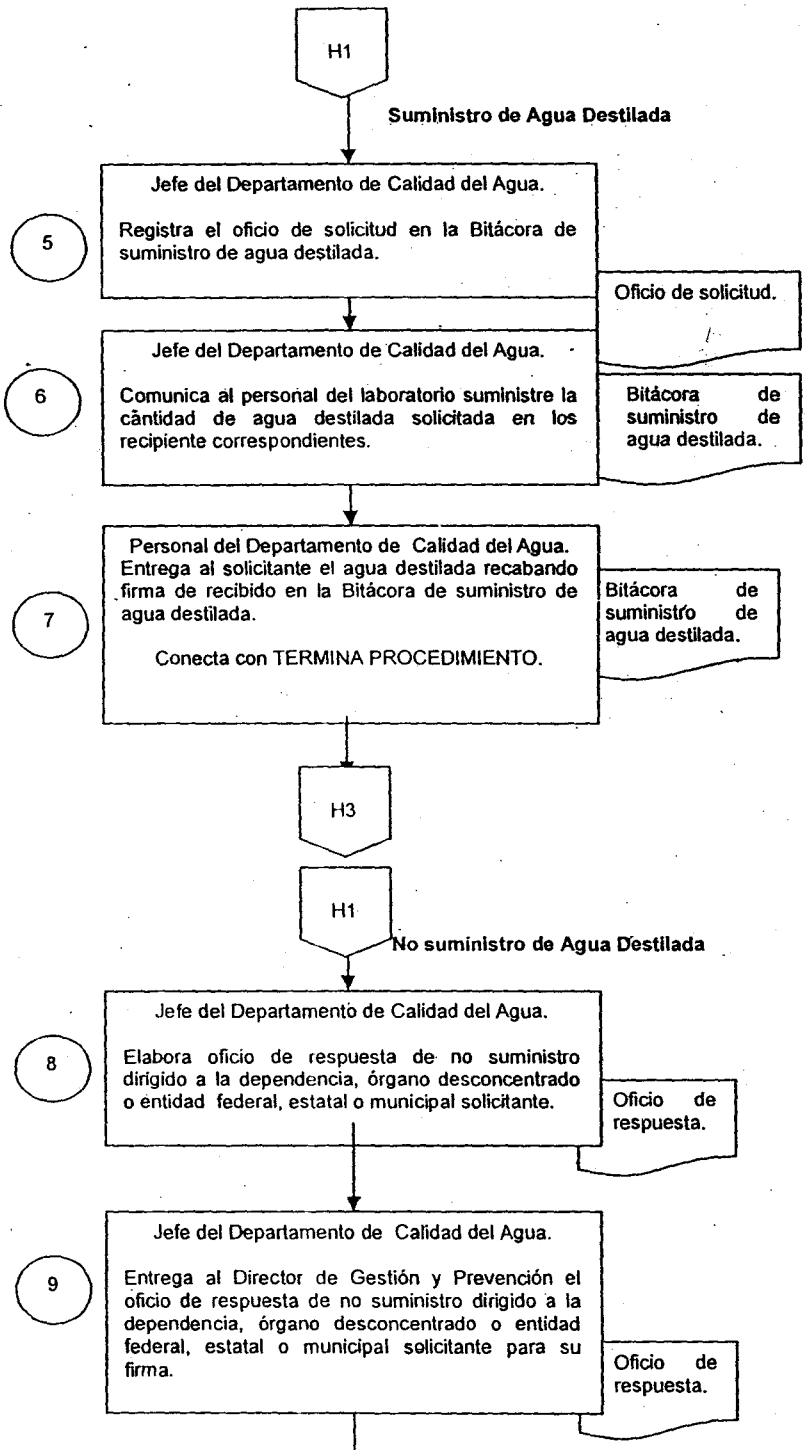 H1
Suministro de Agua Destilada
Jefe del Departamento de Calidad del Agua.
5
Registra el oficio de solicitud en la Bitácora de
suministro de agua destilada.
Oficio de solicitud.
Jefe del Departamento de Calidad del Agua.
6
Comunica al personal del laboratorio suministre la
cantidad de agua destilada solicitada en los
recipiente correspondientes.
Bitácora de
suministro de
agua destilada.
Personal del Departamento de Calidad del Agua.
Entrega al solicitante el agua destilada recabando
firma de recibido en la Bitácora de suministro de
agua destilada.
7
Conecta con TERMINA PROCEDIMIENTO.
Bitácora de
suministro de
agua destilada.
H3
H1
No suministro de Agua Destilada
Jefe del Departamento de Calidad del Agua.
8
Elabora oficio de respuesta de no suministro
dirigido a la dependencia, órgano desconcentrado
o entidad federal, estatal o municipal solicitante.
Oficio de
respuesta.
Jefe del Departamento de Calidad del Agua.
9
Entrega al Director de Gestión y Prevención el
oficio de respuesta de no suministro dirigido a la
dependencia, órgano desconcentrado o entidad
federal, estatal o municipal solicitante para su
firma.
Oficio de
respuesta.